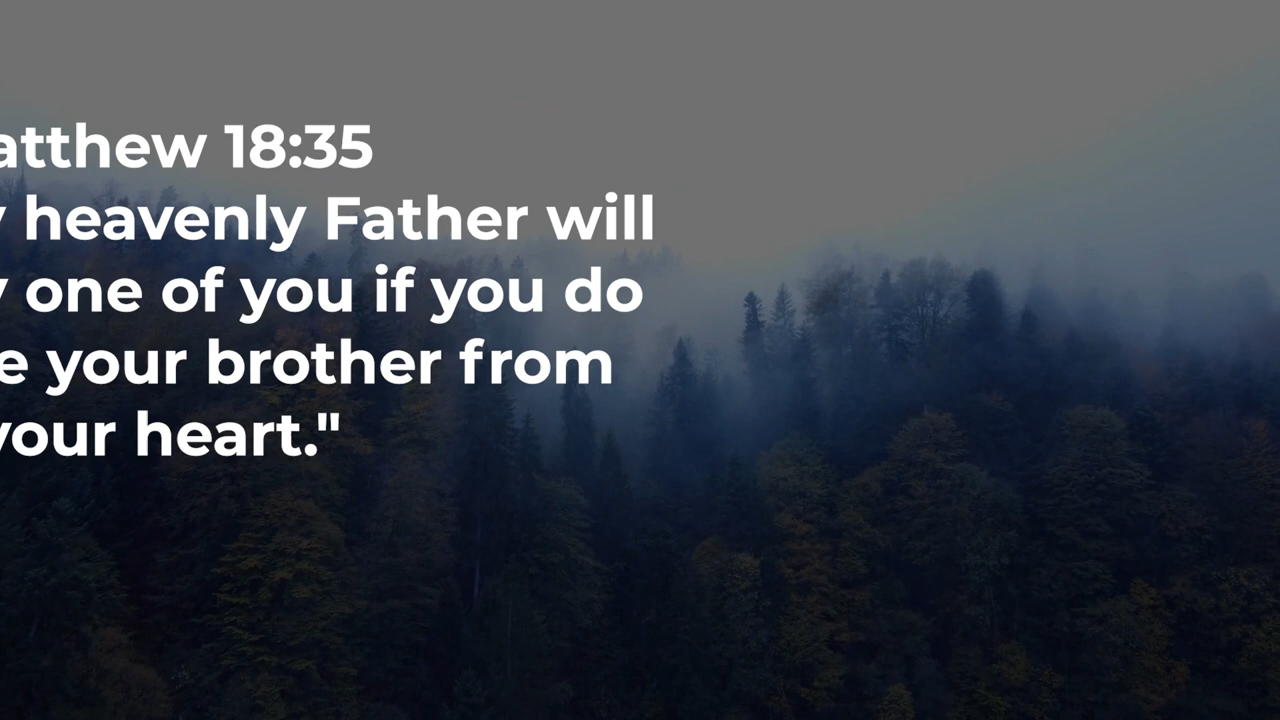 atthew 18:35
heavenly Father will
one of you if you do
e your brother from
your heart."